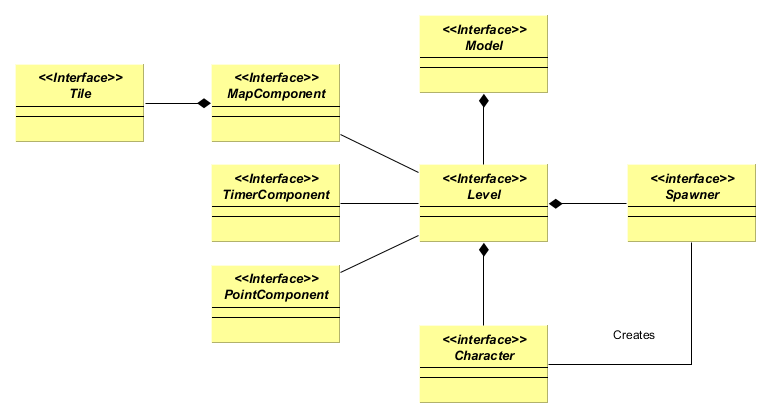 <<Interface>>
Model
<<Interface>>
Tile
<<Interface>>
MapComponent
<<Interface>>
TimerComponent
<<Interface>>
Level
<<interface>>
Spawner
<<Interface>>
PointComponent
<<interface>>
Character
Creates